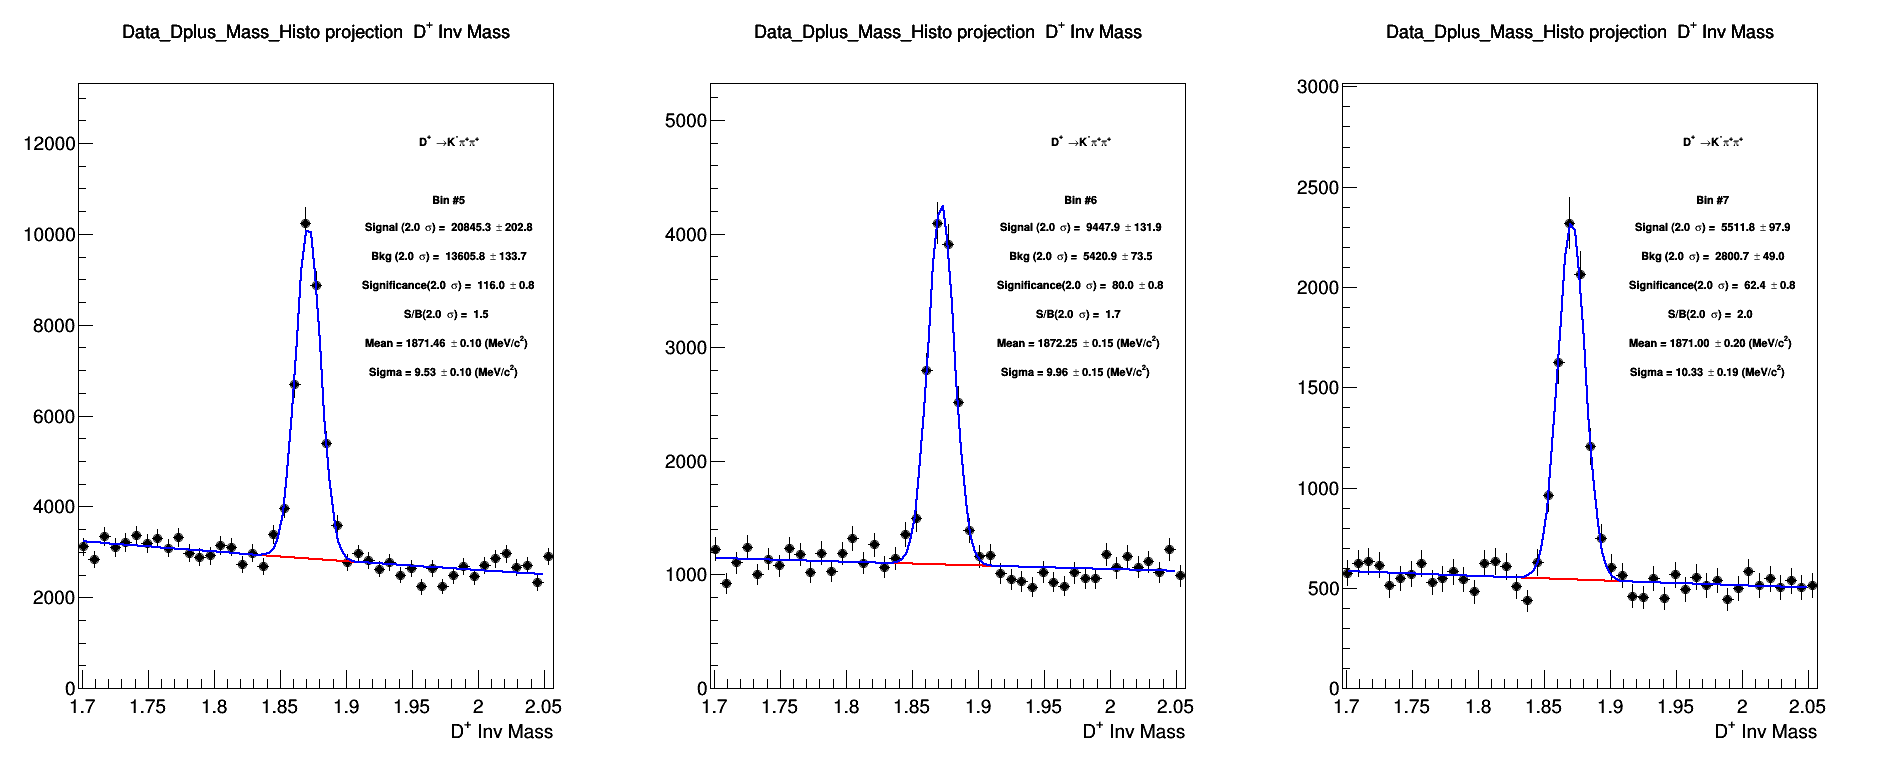 Data_Dplus_Mass_Histo projection D⁺ Inv Mass
12000
10000
8000
6000
4000
2000
0
1.7 1.75 1.8 1.85 1.9 1.95 2 2.05
D⁺ Inv Mass
D⁺ →K⁻π⁺π⁺
Bin #5
Signal (2.0 σ) = 20845.3 ± 202.8
Bkg (2.0 σ) = 13605.8 ± 133.7
Significance(2.0 σ) = 116.0 ± 0.8
S/B(2.0 σ) = 1.5
Mean = 1871.46 ± 0.10 (MeV/c²)
Sigma = 9.53 ± 0.10 (MeV/c²)
Data_Dplus_Mass_Histo projection D⁺ Inv Mass
5000
4000
3000
2000
1000
0
1.7 1.75 1.8 1.85 1.9 1.95 2 2.05
D⁺ Inv Mass
D⁺ →K⁻π⁺π⁺
Bin #6
Signal (2.0 σ) = 9447.9 ± 131.9
Bkg (2.0 σ) = 5420.9 ± 73.5
Significance(2.0 σ) = 80.0 ± 0.8
S/B(2.0 σ) = 1.7
Mean = 1872.25 ± 0.15 (MeV/c²)
Sigma = 9.96 ± 0.15 (MeV/c²)
Data_Dplus_Mass_Histo projection D⁺ Inv Mass
3000
2500
2000
1500
1000
500
0
1.7 1.75 1.8 1.85 1.9 1.95 2 2.05
D⁺ Inv Mass
D⁺ →K⁻π⁺π⁺
Bin #7
Signal (2.0 σ) = 5511.8 ± 97.9
Bkg (2.0 σ) = 2800.7 ± 49.0
Significance(2.0 σ) = 62.4 ± 0.8
S/B(2.0 σ) = 2.0
Mean = 1871.00 ± 0.20 (MeV/c²)
Sigma = 10.33 ± 0.19 (MeV/c²)